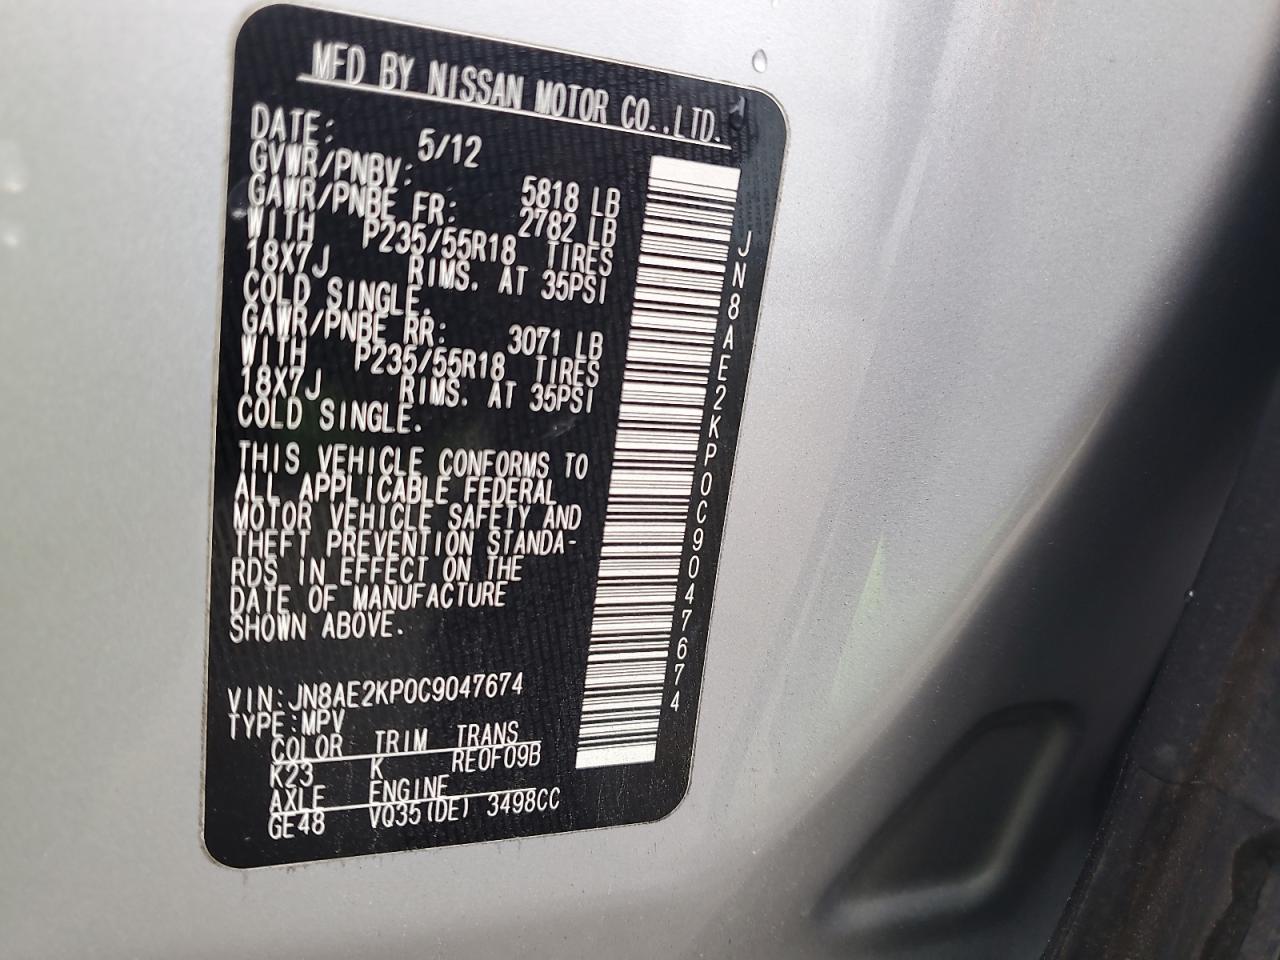 MFD BY NISSAN MOTOR CO.,LTD.
DATE: 5/12
GVWR/PNBV: 5818 LB
GAWR/PNBE FR: 2782 LB
WITH P235/55R18 TIRES
18X7J RIMS. AT 35PSI
COLD SINGLE.
GAWR/PNBE RR: 3071 LB
WITH P235/55R18 TIRES
18X7J RIMS. AT 35PSI
COLD SINGLE.
THIS VEHICLE CONFORMS TO
ALL APPLICABLE FEDERAL
MOTOR VEHICLE SAFETY AND
THEFT PREVENTION STANDA-
RDS IN EFFECT ON THE
DATE OF MANUFACTURE
SHOWN ABOVE.
VIN:JN8AE2KP0C9047674
TYPE:MPV
COLOR TRIM TRANS
K23 K RE0F09B
AXLE ENGINE
GE48 VQ35(DE) 3498CC
JN8AE2KP0C9047674